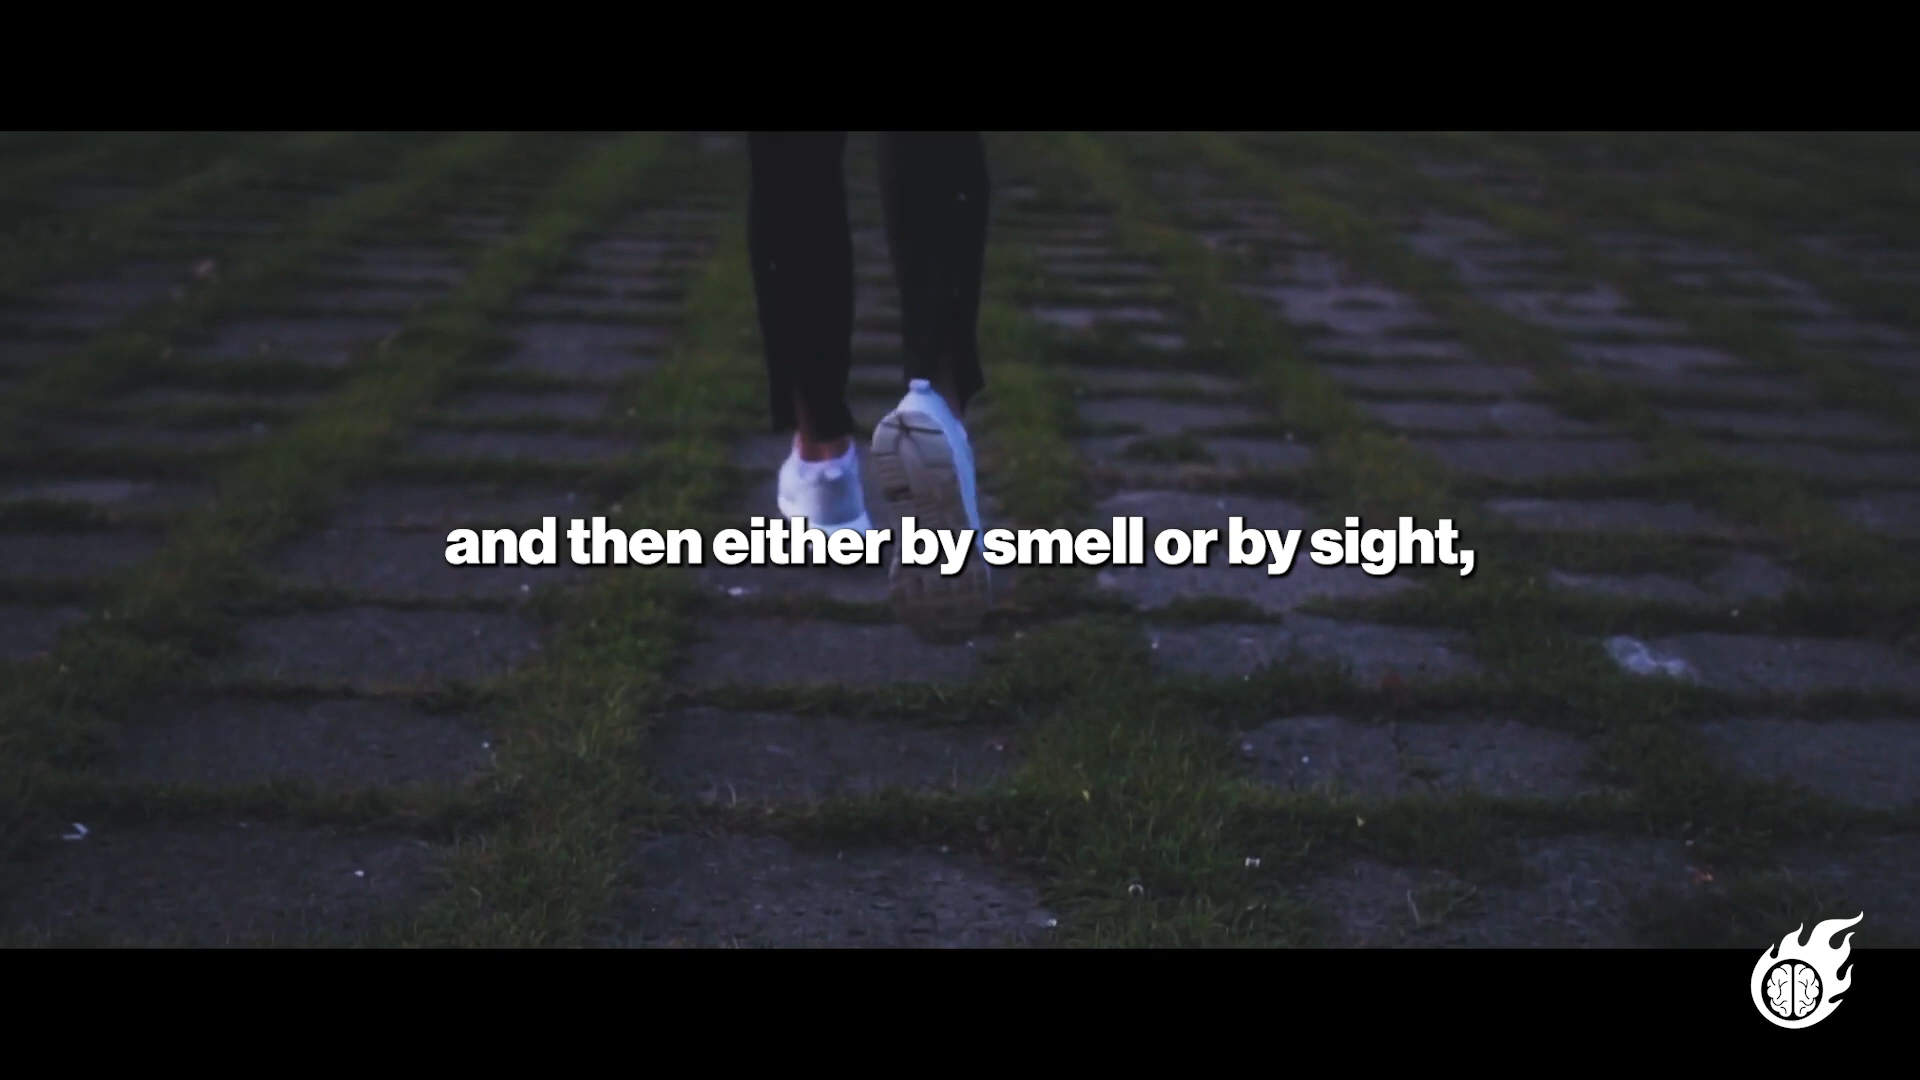 and then either by smell or by sight,